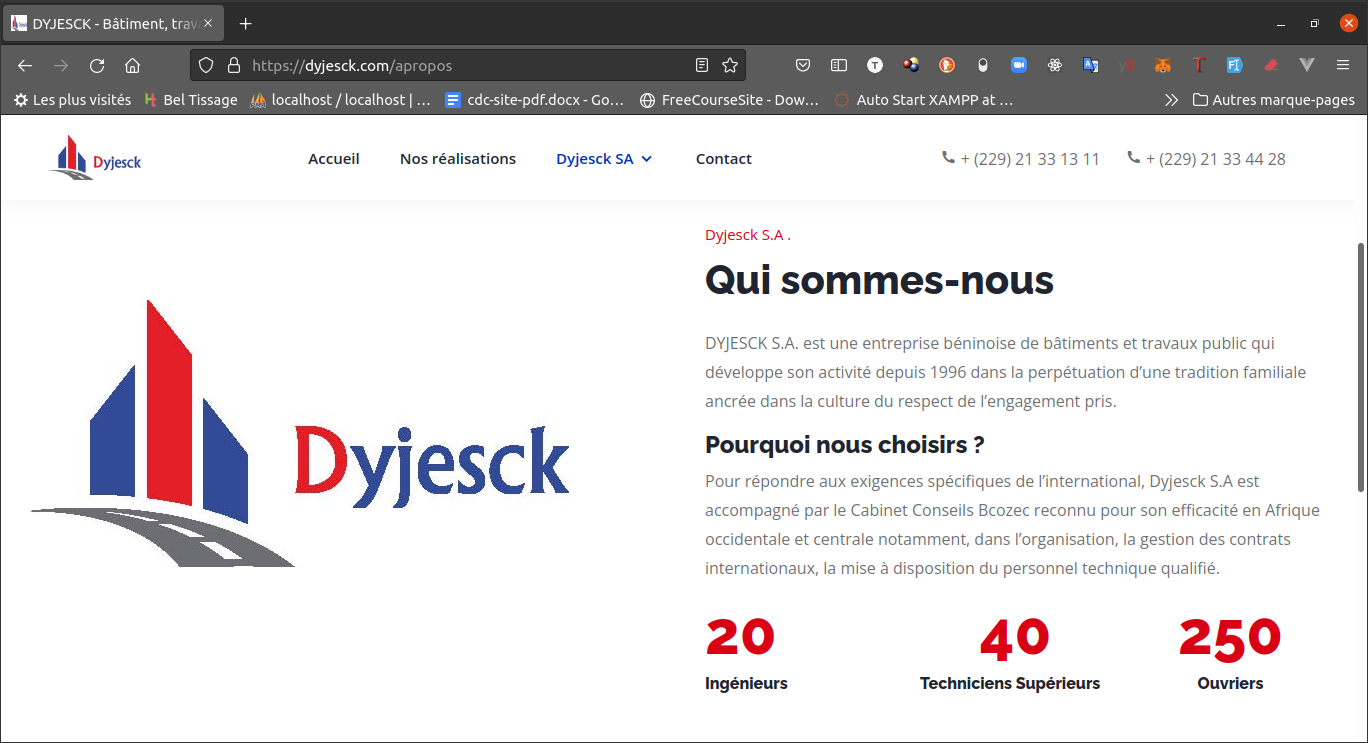 DYJESCK - Bâtiment, trav
https://dyjesck.com/apropos
Les plus visités
Bel Tissage
localhost / localhost | …
cdc-site-pdf.docx - Go…
FreeCourseSite - Dow…
Auto Start XAMPP at …
Autres marque-pages
Dyjesck
Accueil
Nos réalisations
Dyjesck SA
Contact
+ (229) 21 33 13 11
+ (229) 21 33 44 28
Dyjesck
Dyjesck S.A .
Qui sommes-nous
DYJESCK S.A. est une entreprise béninoise de bâtiments et travaux public qui
développe son activité depuis 1996 dans la perpétuation d’une tradition familiale
ancrée dans la culture du respect de l’engagement pris.
Pourquoi nous choisirs ?
Pour répondre aux exigences spécifiques de l’international, Dyjesck S.A est
accompagné par le Cabinet Conseils Bcozec reconnu pour son efficacité en Afrique
occidentale et centrale notamment, dans l’organisation, la gestion des contrats
internationaux, la mise à disposition du personnel technique qualifié.
20
Ingénieurs
40
Techniciens Supérieurs
250
Ouvriers